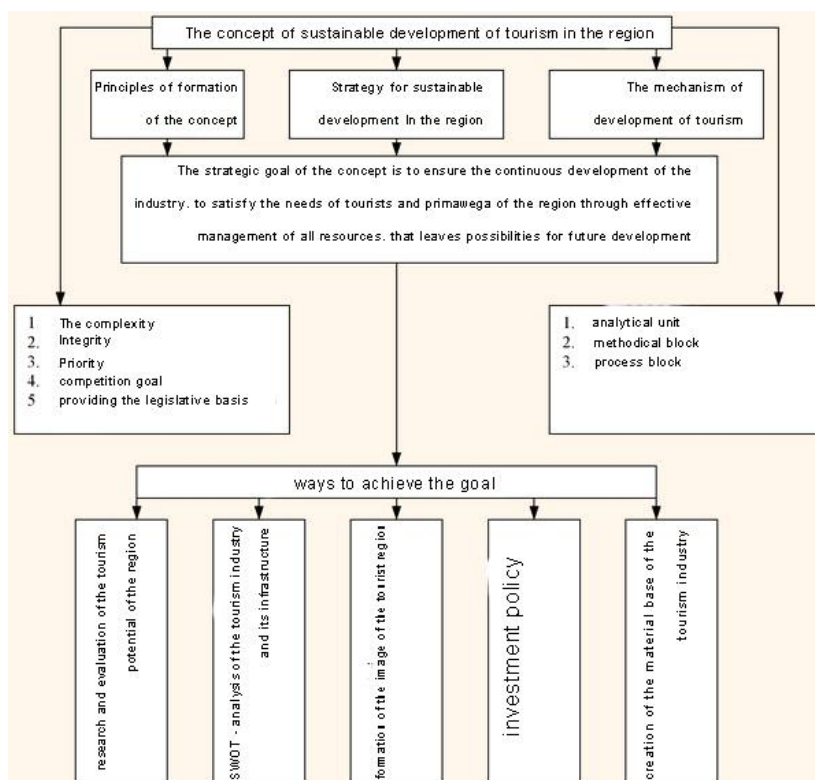 The concept of sustainable development of tourism in the region
Principles of formation
of the concept
Strategy for sustainable
development In the region
The mechanism of
development of tourism
The strategic goal of the concept is to ensure the continuous development of the
industry. to satisfy the needs of tourists and primawega of the region through effective
management of all resources. that leaves possibilities for future development
1. The complexity
2. Integrity
3. Priority
4. competition goal
5 providing the legislative basis
1. analytical unit
2. methodical block
3. process block
ways to achieve the goal
research and evaluation of the tourism
potential of the region
SWOT - analysis of the tourism industry
and its infrastructure
formation of the image of the tourist region
investment policy
creation of the material base of the
tourism industry